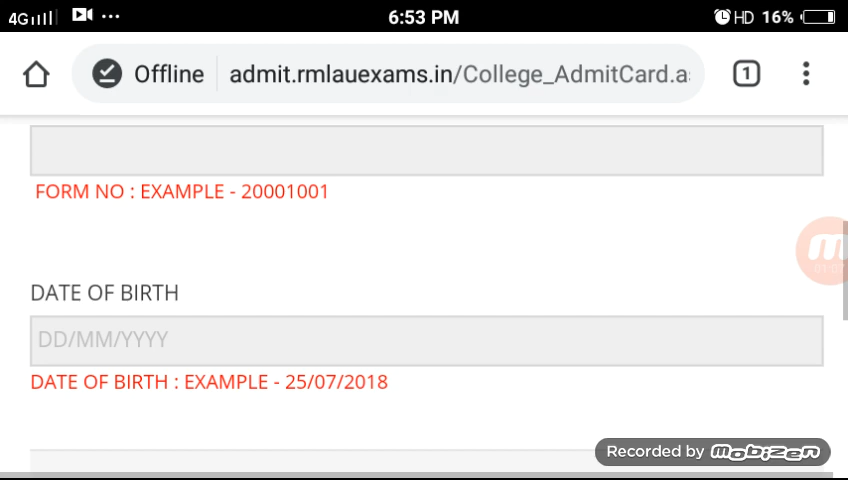 4G 6:53 PM HD 16%
Offline admit.rmlauexams.in/College_AdmitCard.a
1
FORM NO : EXAMPLE - 20001001
DATE OF BIRTH
DD/MM/YYYY
DATE OF BIRTH : EXAMPLE - 25/07/2018
Recorded by mobizen